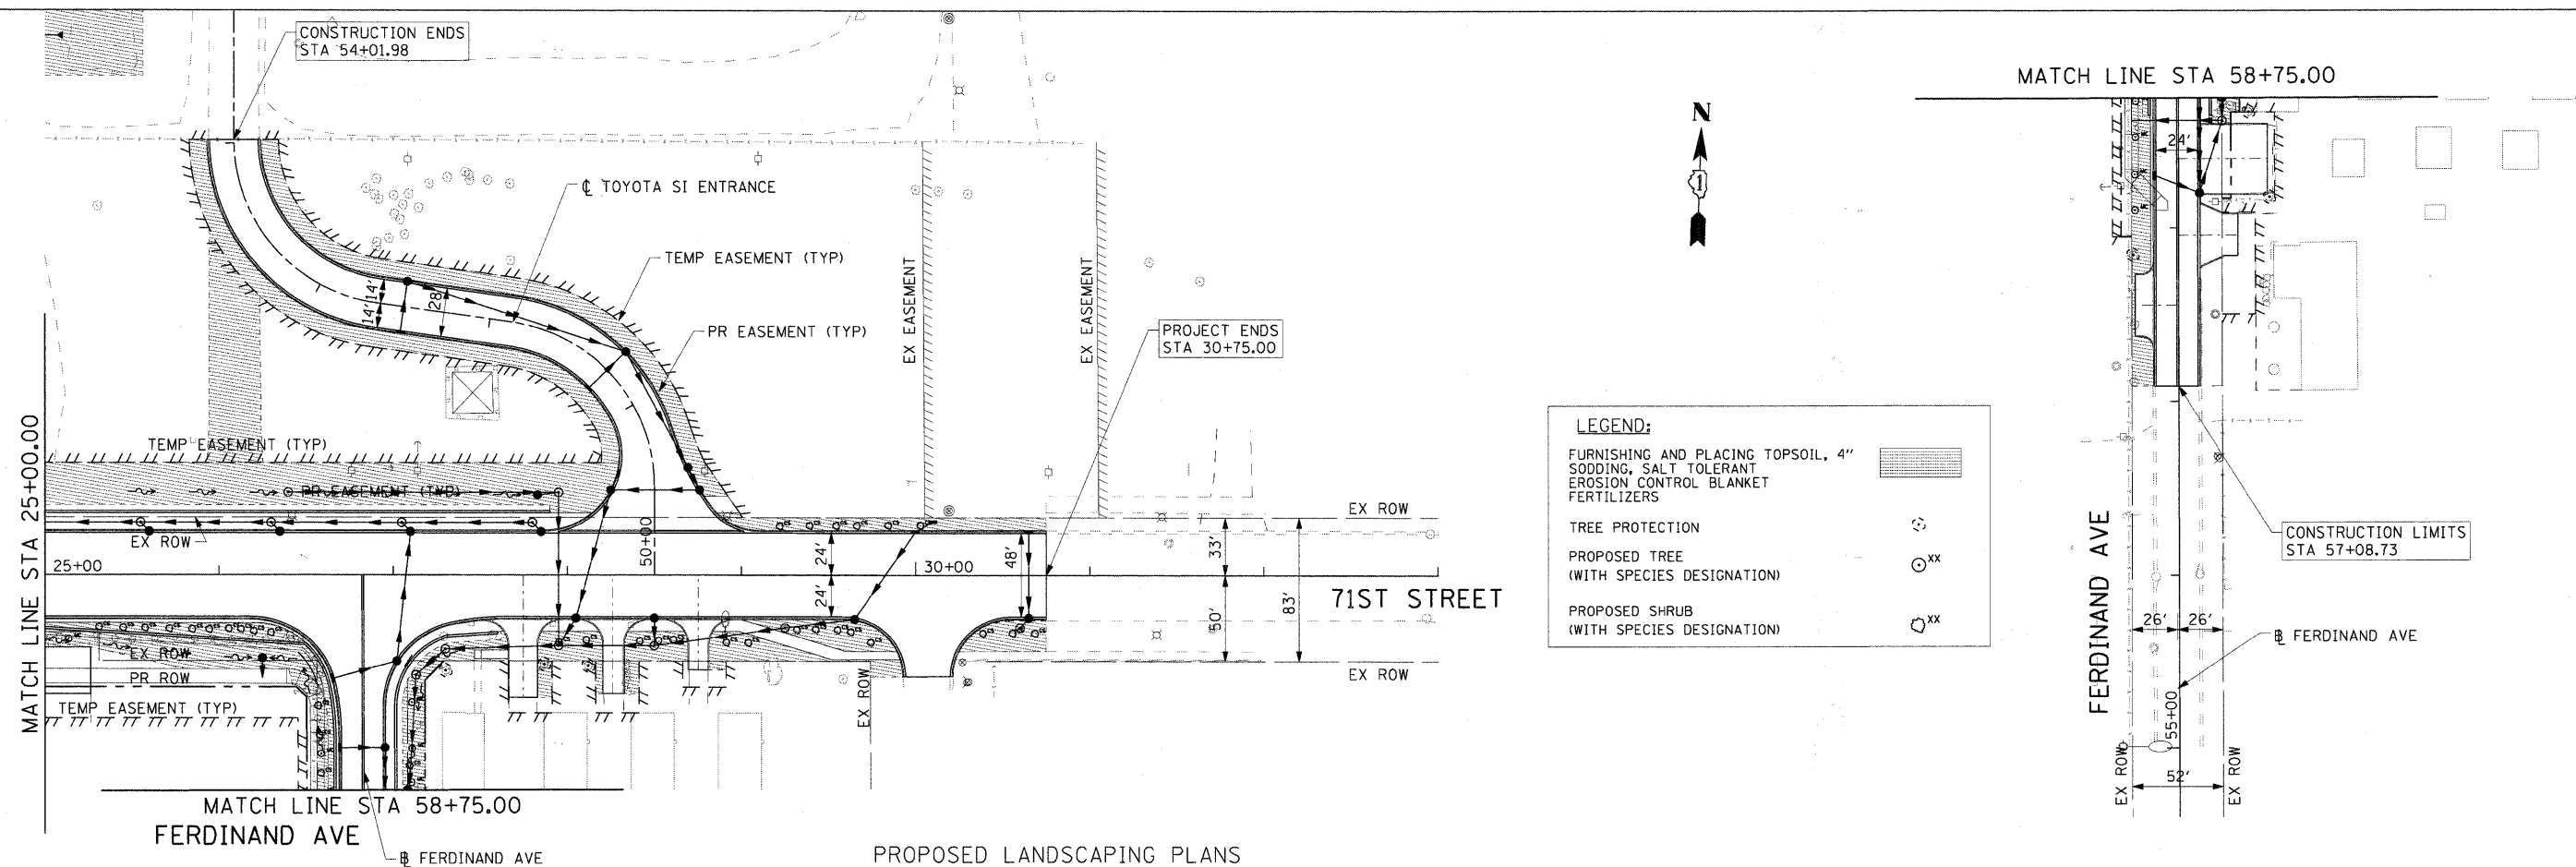 CONSTRUCTION ENDS
STA 54+01.98
℄ TOYOTA SI ENTRANCE
TEMP EASEMENT (TYP)
PR EASEMENT (TYP)
14'
14'
28'
EX EASEMENT
EX EASEMENT
PROJECT ENDS
STA 30+75.00
MATCH LINE STA 25+00.00
TEMP EASEMENT (TYP)
PR EASEMENT (TYP)
EX ROW
25+00
50+00
24'
24'
30+00
48'
33'
50'
83'
EX ROW
71ST STREET
EX ROW
EX ROW
PR ROW
TEMP EASEMENT (TYP)
EX ROW
MATCH LINE STA 58+75.00
FERDINAND AVE
B FERDINAND AVE
PROPOSED LANDSCAPING PLANS
N
1
LEGEND:
FURNISHING AND PLACING TOPSOIL, 4"
SODDING, SALT TOLERANT
EROSION CONTROL BLANKET
FERTILIZERS
TREE PROTECTION
PROPOSED TREE
(WITH SPECIES DESIGNATION)
XX
PROPOSED SHRUB
(WITH SPECIES DESIGNATION)
XX
MATCH LINE STA 58+75.00
24'
CONSTRUCTION LIMITS
STA 57+08.73
FERDINAND AVE
26'
26'
B FERDINAND AVE
55+00
EX ROW
52'
EX ROW